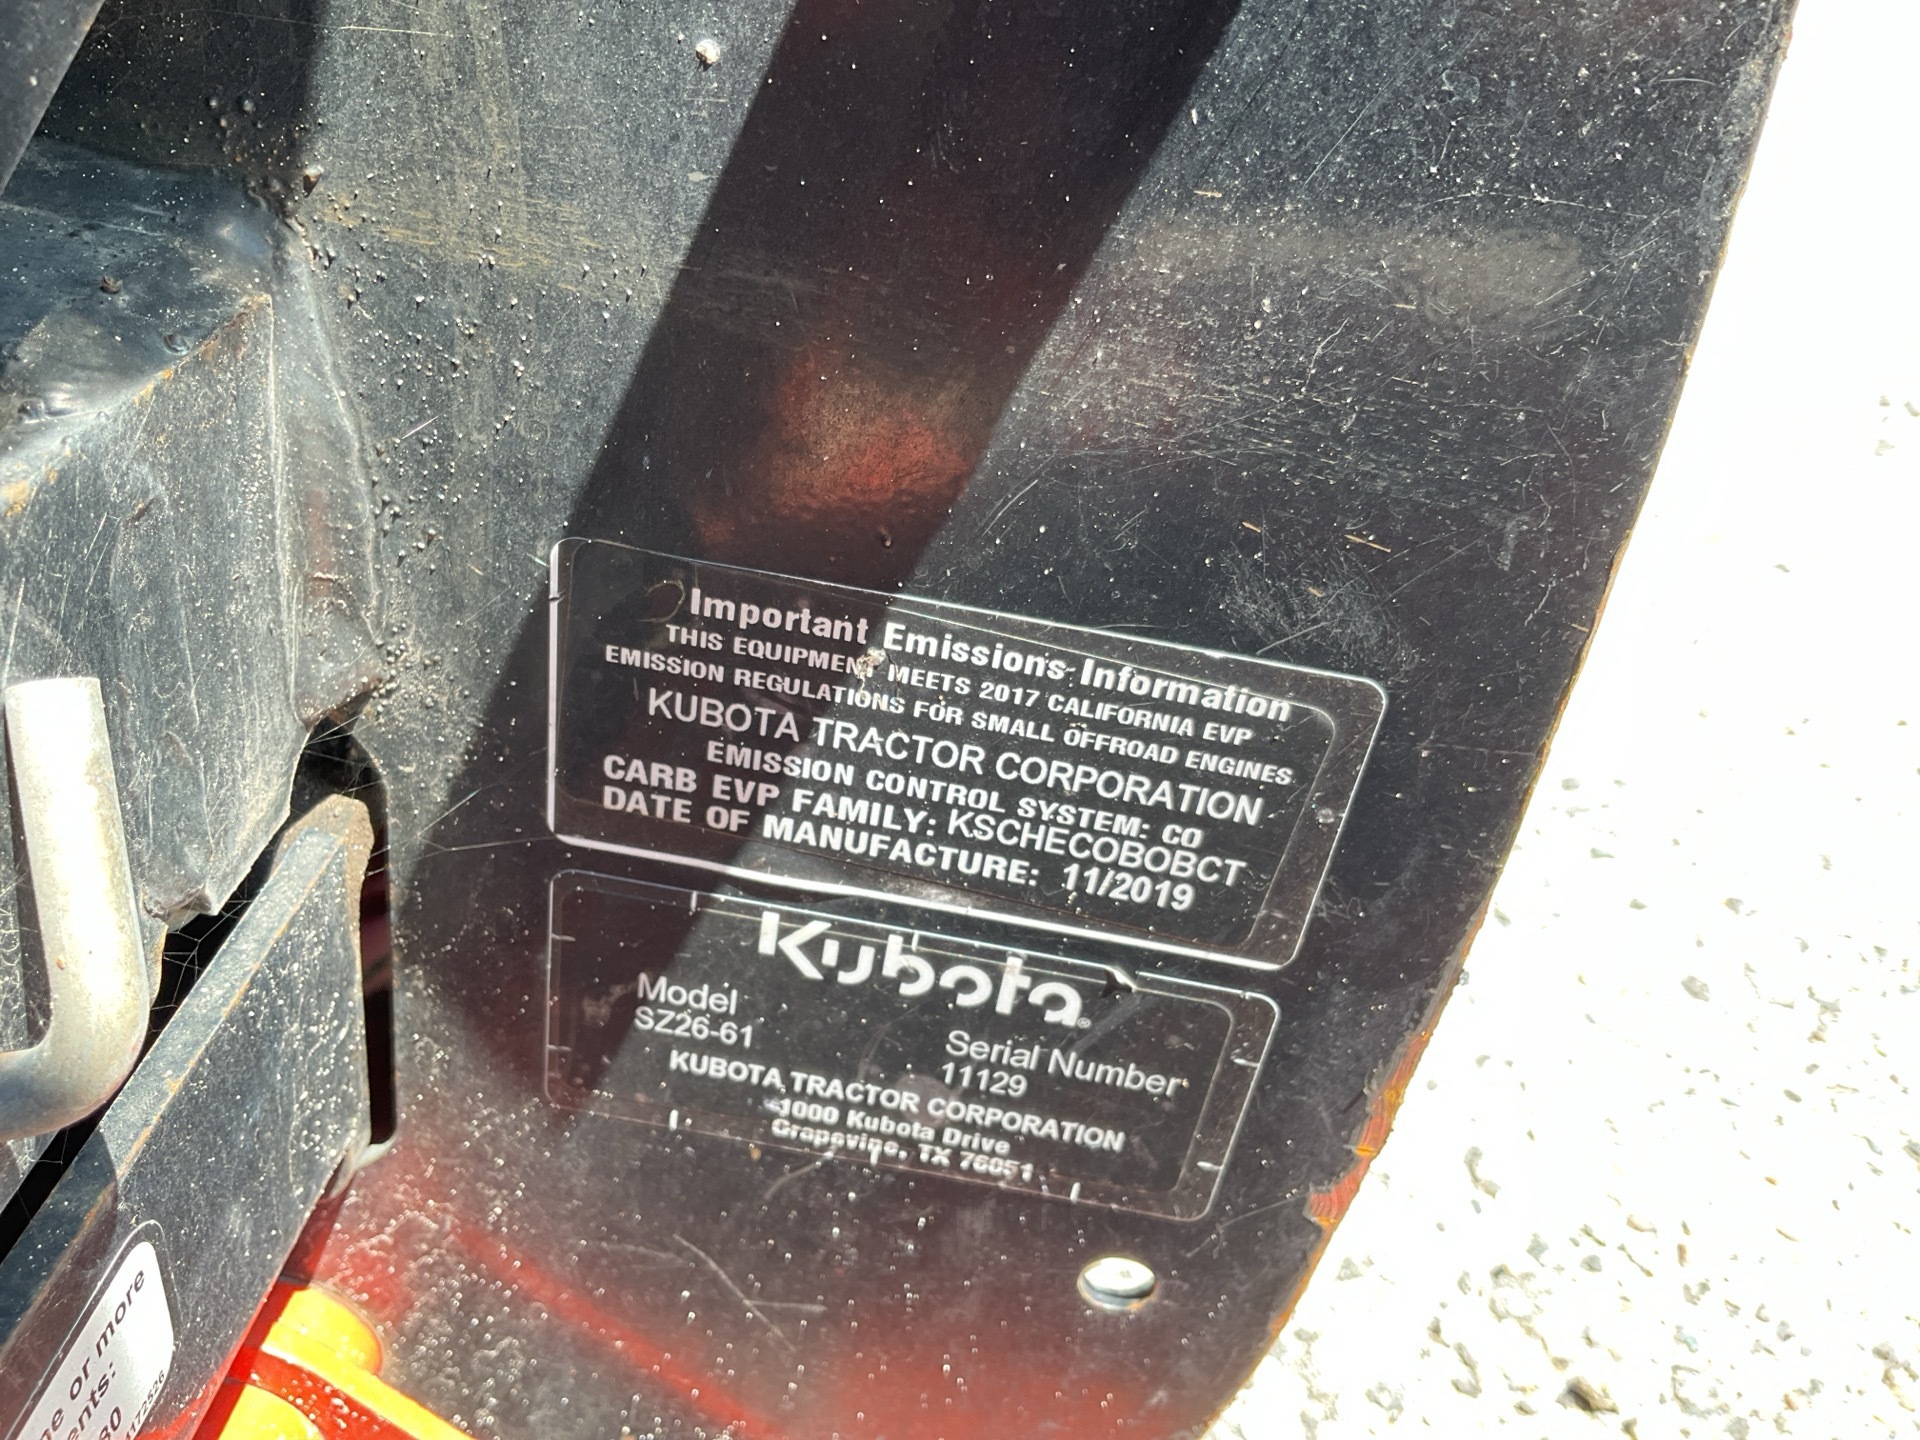 Important Emissions Information
THIS EQUIPMENT MEETS 2017 CALIFORNIA EVP
EMISSION REGULATIONS FOR SMALL OFFROAD ENGINES
KUBOTA TRACTOR CORPORATION
EMISSION CONTROL SYSTEM: CO
CARB EVP FAMILY: KSCHECOBOBCT
DATE OF MANUFACTURE: 11/2019
Kubota®
Model
SZ26-61
Serial Number
11129
KUBOTA TRACTOR CORPORATION
1000 Kubota Drive
Grapevine, TX 76051
or more